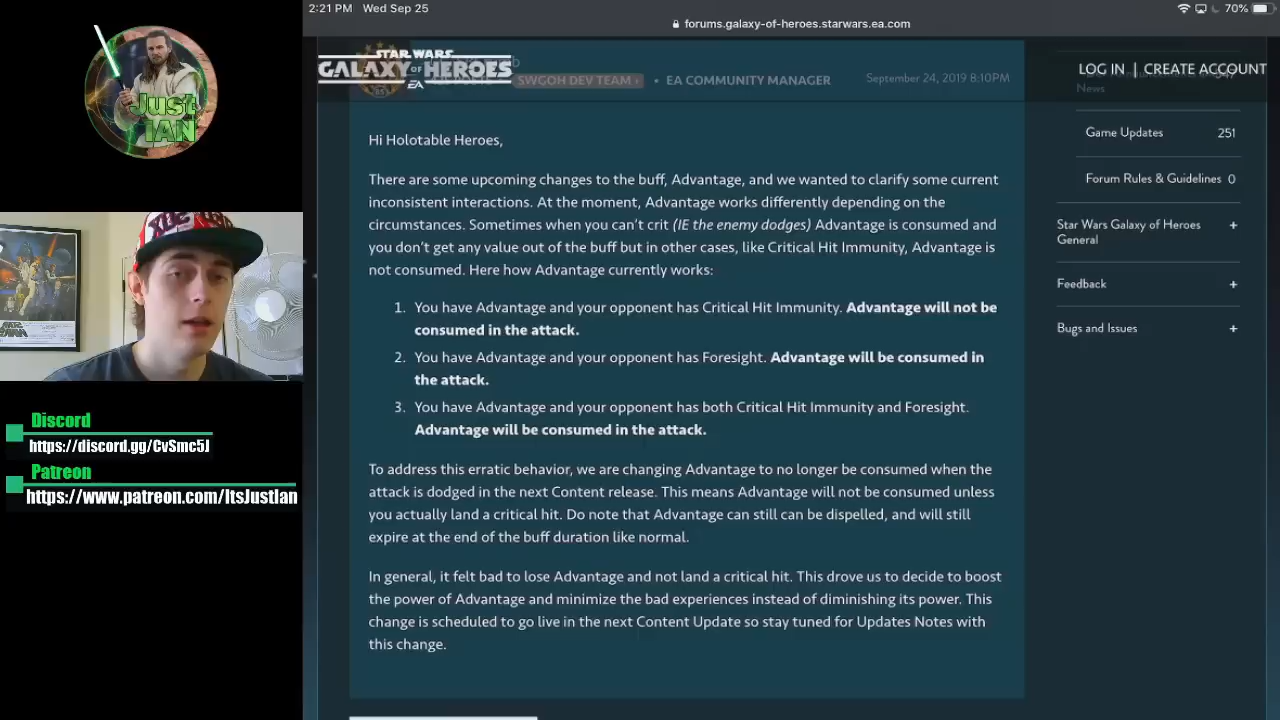 2:21 PM Wed Sep 25
70%
forums.galaxy-of-heroes.starwars.ea.com
STAR WARS
GALAXY OF HEROES
EA
SWGOH DEV TEAM
• EA COMMUNITY MANAGER
September 24, 2019 8:10PM
LOG IN | CREATE ACCOUNT
News
Game Updates 251
Forum Rules & Guidelines 0
Star Wars Galaxy of Heroes +
General
Feedback +
Bugs and Issues +
Just
IAN
Discord
https://discord.gg/CvSmc5J
Patreon
https://www.patreon.com/ItsJustIan
Hi Holotable Heroes,
There are some upcoming changes to the buff, Advantage, and we wanted to clarify some current
inconsistent interactions. At the moment, Advantage works differently depending on the
circumstances. Sometimes when you can't crit (IE the enemy dodges) Advantage is consumed and
you don't get any value out of the buff but in other cases, like Critical Hit Immunity, Advantage is
not consumed. Here how Advantage currently works:
1. You have Advantage and your opponent has Critical Hit Immunity. Advantage will not be
consumed in the attack.
2. You have Advantage and your opponent has Foresight. Advantage will be consumed in
the attack.
3. You have Advantage and your opponent has both Critical Hit Immunity and Foresight.
Advantage will be consumed in the attack.
To address this erratic behavior, we are changing Advantage to no longer be consumed when the
attack is dodged in the next Content release. This means Advantage will not be consumed unless
you actually land a critical hit. Do note that Advantage can still can be dispelled, and will still
expire at the end of the buff duration like normal.
In general, it felt bad to lose Advantage and not land a critical hit. This drove us to decide to boost
the power of Advantage and minimize the bad experiences instead of diminishing its power. This
change is scheduled to go live in the next Content Update so stay tuned for Updates Notes with
this change.